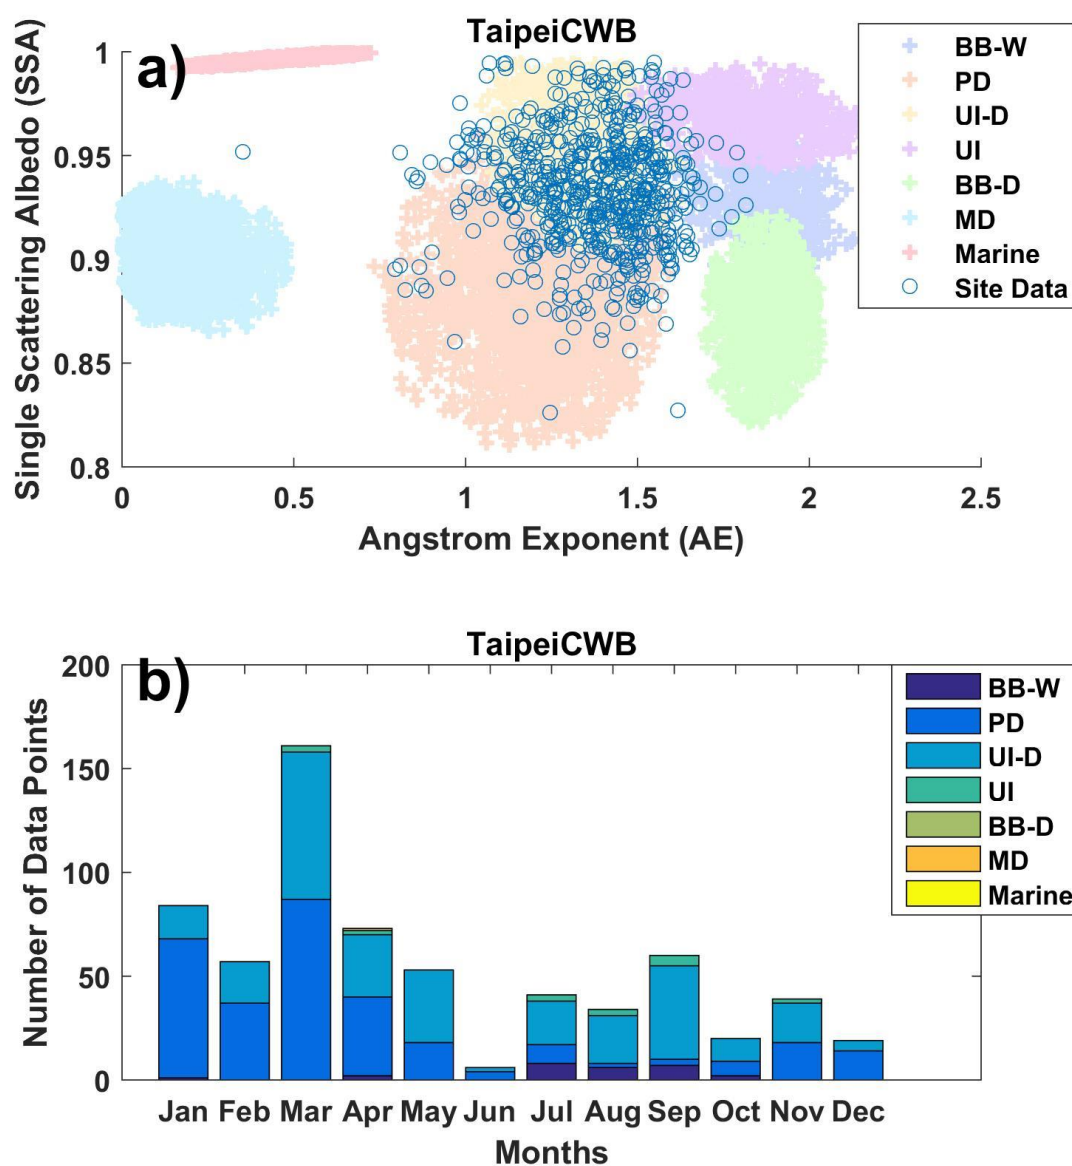 TaipeiCWB
a)
Single Scattering Albedo (SSA)
1
0.95
0.9
0.85
0.8
0
0.5
1
1.5
2
2.5
Angstrom Exponent (AE)
BB-W
PD
UI-D
UI
BB-D
MD
Marine
Site Data
TaipeiCWB
b)
Number of Data Points
200
150
100
50
0
Jan Feb Mar Apr May Jun Jul Aug Sep Oct Nov Dec
Months
BB-W
PD
UI-D
UI
BB-D
MD
Marine